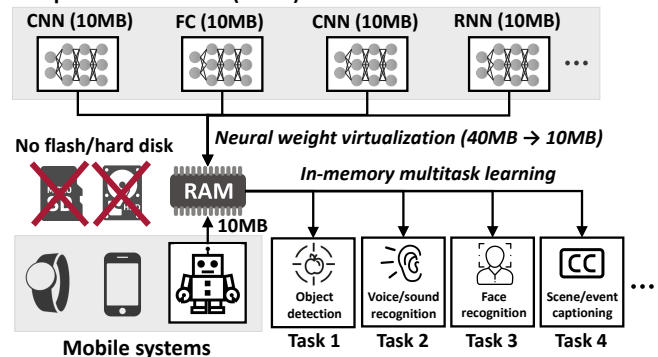 CNN (10MB) FC (10MB) CNN (10MB) RNN (10MB)
...
Neural weight virtualization (40MB → 10MB)
No flash/hard disk
In-memory multitask learning
RAM
10MB
CC
Object
detection
Voice/sound
recognition
Face
recognition
Scene/event
captioning
...
Task 1 Task 2 Task 3 Task 4
Mobile systems